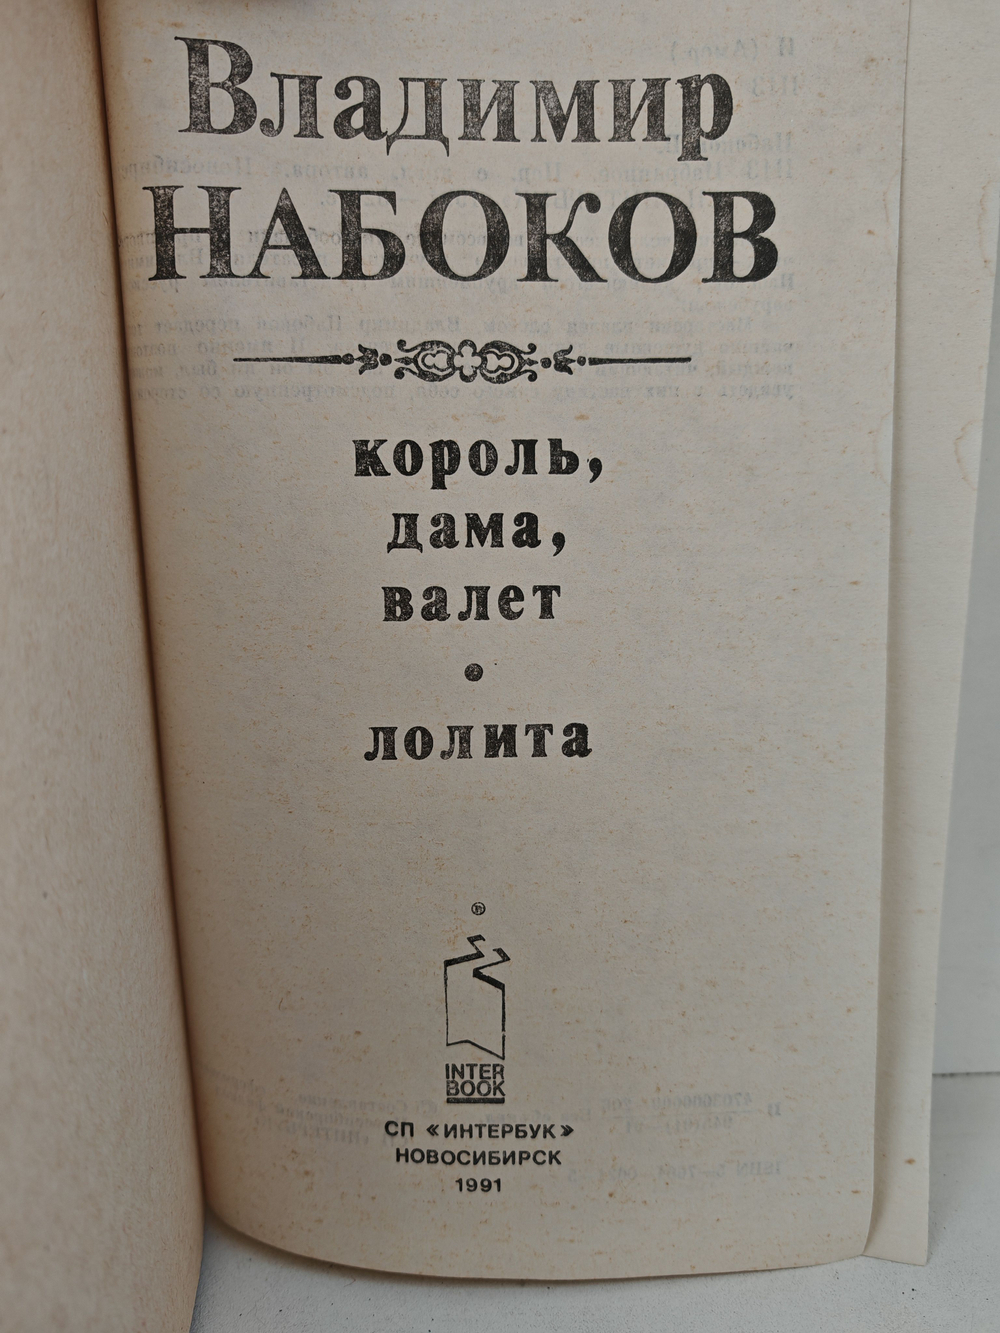 Владимир
НАБОКОВ
король,
дама,
валет
•
лолита
®
INTER
BOOK
СП «ИНТЕРБУК»
НОВОСИБИРСК
1991